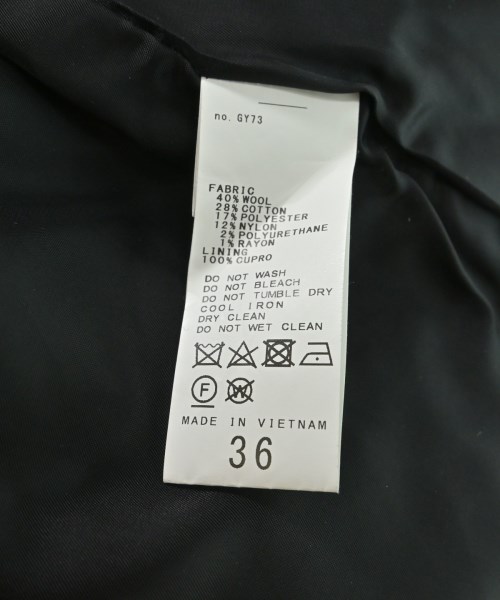 no. GY73
FABRIC
40% WOOL
28% COTTON
17% POLYESTER
12% NYLON
2% POLYURETHANE
1% RAYON
LINING
100% CUPRO
DO NOT WASH
DO NOT BLEACH
DO NOT TUMBLE DRY
COOL IRON
DRY CLEAN
DO NOT WET CLEAN
F W
MADE IN VIETNAM
36